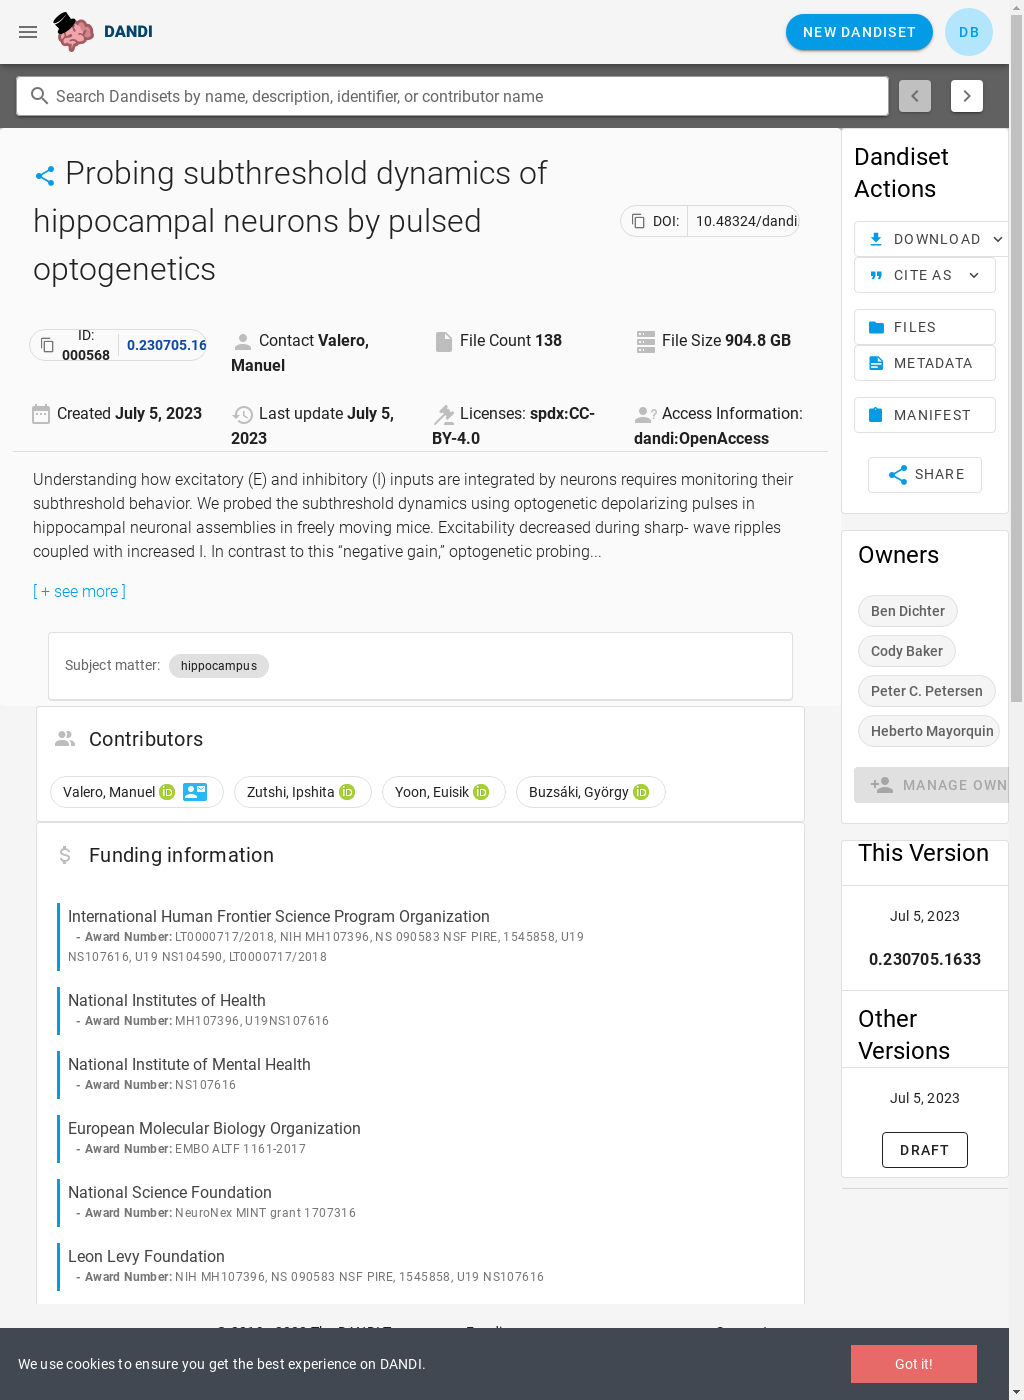 DANDI
NEW DANDISET
DB
Search Dandisets by name, description, identifier, or contributor name
Probing subthreshold dynamics of
hippocampal neurons by pulsed
optogenetics
DOI: 10.48324/dandi.
ID:
000568
0.230705.16
Contact Valero,
Manuel
File Count 138
File Size 904.8 GB
Created July 5, 2023
Last update July 5,
2023
Licenses: spdx:CC-
BY-4.0
Access Information:
dandi:OpenAccess
Understanding how excitatory (E) and inhibitory (I) inputs are integrated by neurons requires monitoring their
subthreshold behavior. We probed the subthreshold dynamics using optogenetic depolarizing pulses in
hippocampal neuronal assemblies in freely moving mice. Excitability decreased during sharp- wave ripples
coupled with increased I. In contrast to this “negative gain,” optogenetic probing...
[ + see more ]
Subject matter: hippocampus
Contributors
Valero, Manuel iD
Zutshi, Ipshita iD
Yoon, Euisik iD
Buzsáki, György iD
Funding information
International Human Frontier Science Program Organization
- Award Number: LT0000717/2018, NIH MH107396, NS 090583 NSF PIRE, 1545858, U19
NS107616, U19 NS104590, LT0000717/2018
National Institutes of Health
- Award Number: MH107396, U19NS107616
National Institute of Mental Health
- Award Number: NS107616
European Molecular Biology Organization
- Award Number: EMBO ALTF 1161-2017
National Science Foundation
- Award Number: NeuroNex MINT grant 1707316
Leon Levy Foundation
- Award Number: NIH MH107396, NS 090583 NSF PIRE, 1545858, U19 NS107616
Dandiset
Actions
DOWNLOAD
CITE AS
FILES
METADATA
MANIFEST
SHARE
Owners
Ben Dichter
Cody Baker
Peter C. Petersen
Heberto Mayorquin
MANAGE OWN
This Version
Jul 5, 2023
0.230705.1633
Other
Versions
Jul 5, 2023
DRAFT
We use cookies to ensure you get the best experience on DANDI.
Got it!